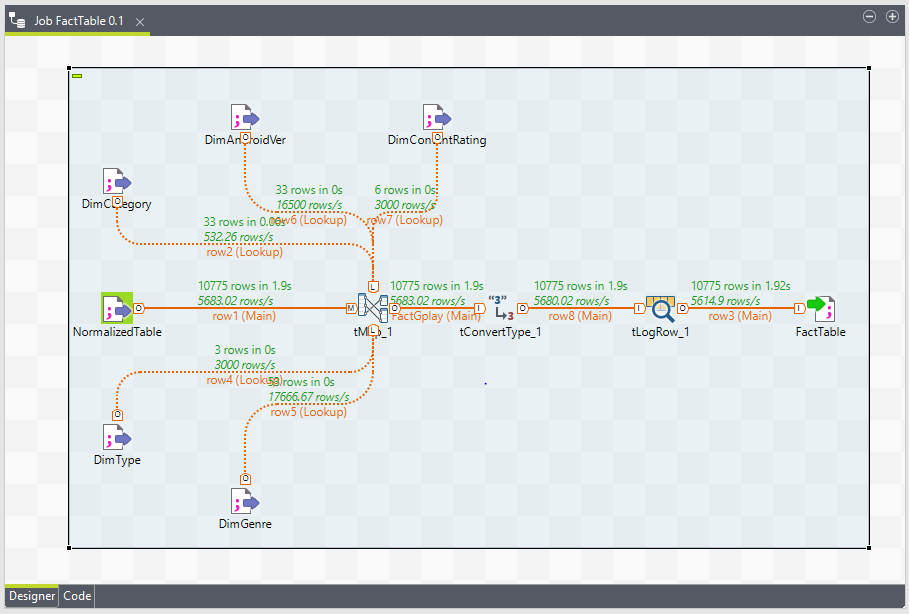 Job FactTable 0.1
DimAndroidVer
DimContentRating
DimCategory
33 rows in 0s
16500 rows/s
row6 (Lookup)
6 rows in 0s
3000 rows/s
row7 (Lookup)
33 rows in 0.06s
532.26 rows/s
row2 (Lookup)
NormalizedTable
10775 rows in 1.9s
5683.02 rows/s
row1 (Main)
tMap_1
10775 rows in 1.9s
5683.02 rows/s
FactGplay (Main)
"3"
3
tConvertType_1
10775 rows in 1.9s
5680.02 rows/s
row8 (Main)
tLogRow_1
10775 rows in 1.92s
5614.9 rows/s
row3 (Main)
FactTable
3 rows in 0s
3000 rows/s
row4 (Lookup)
53 rows in 0s
17666.67 rows/s
row5 (Lookup)
DimType
DimGenre
Designer
Code